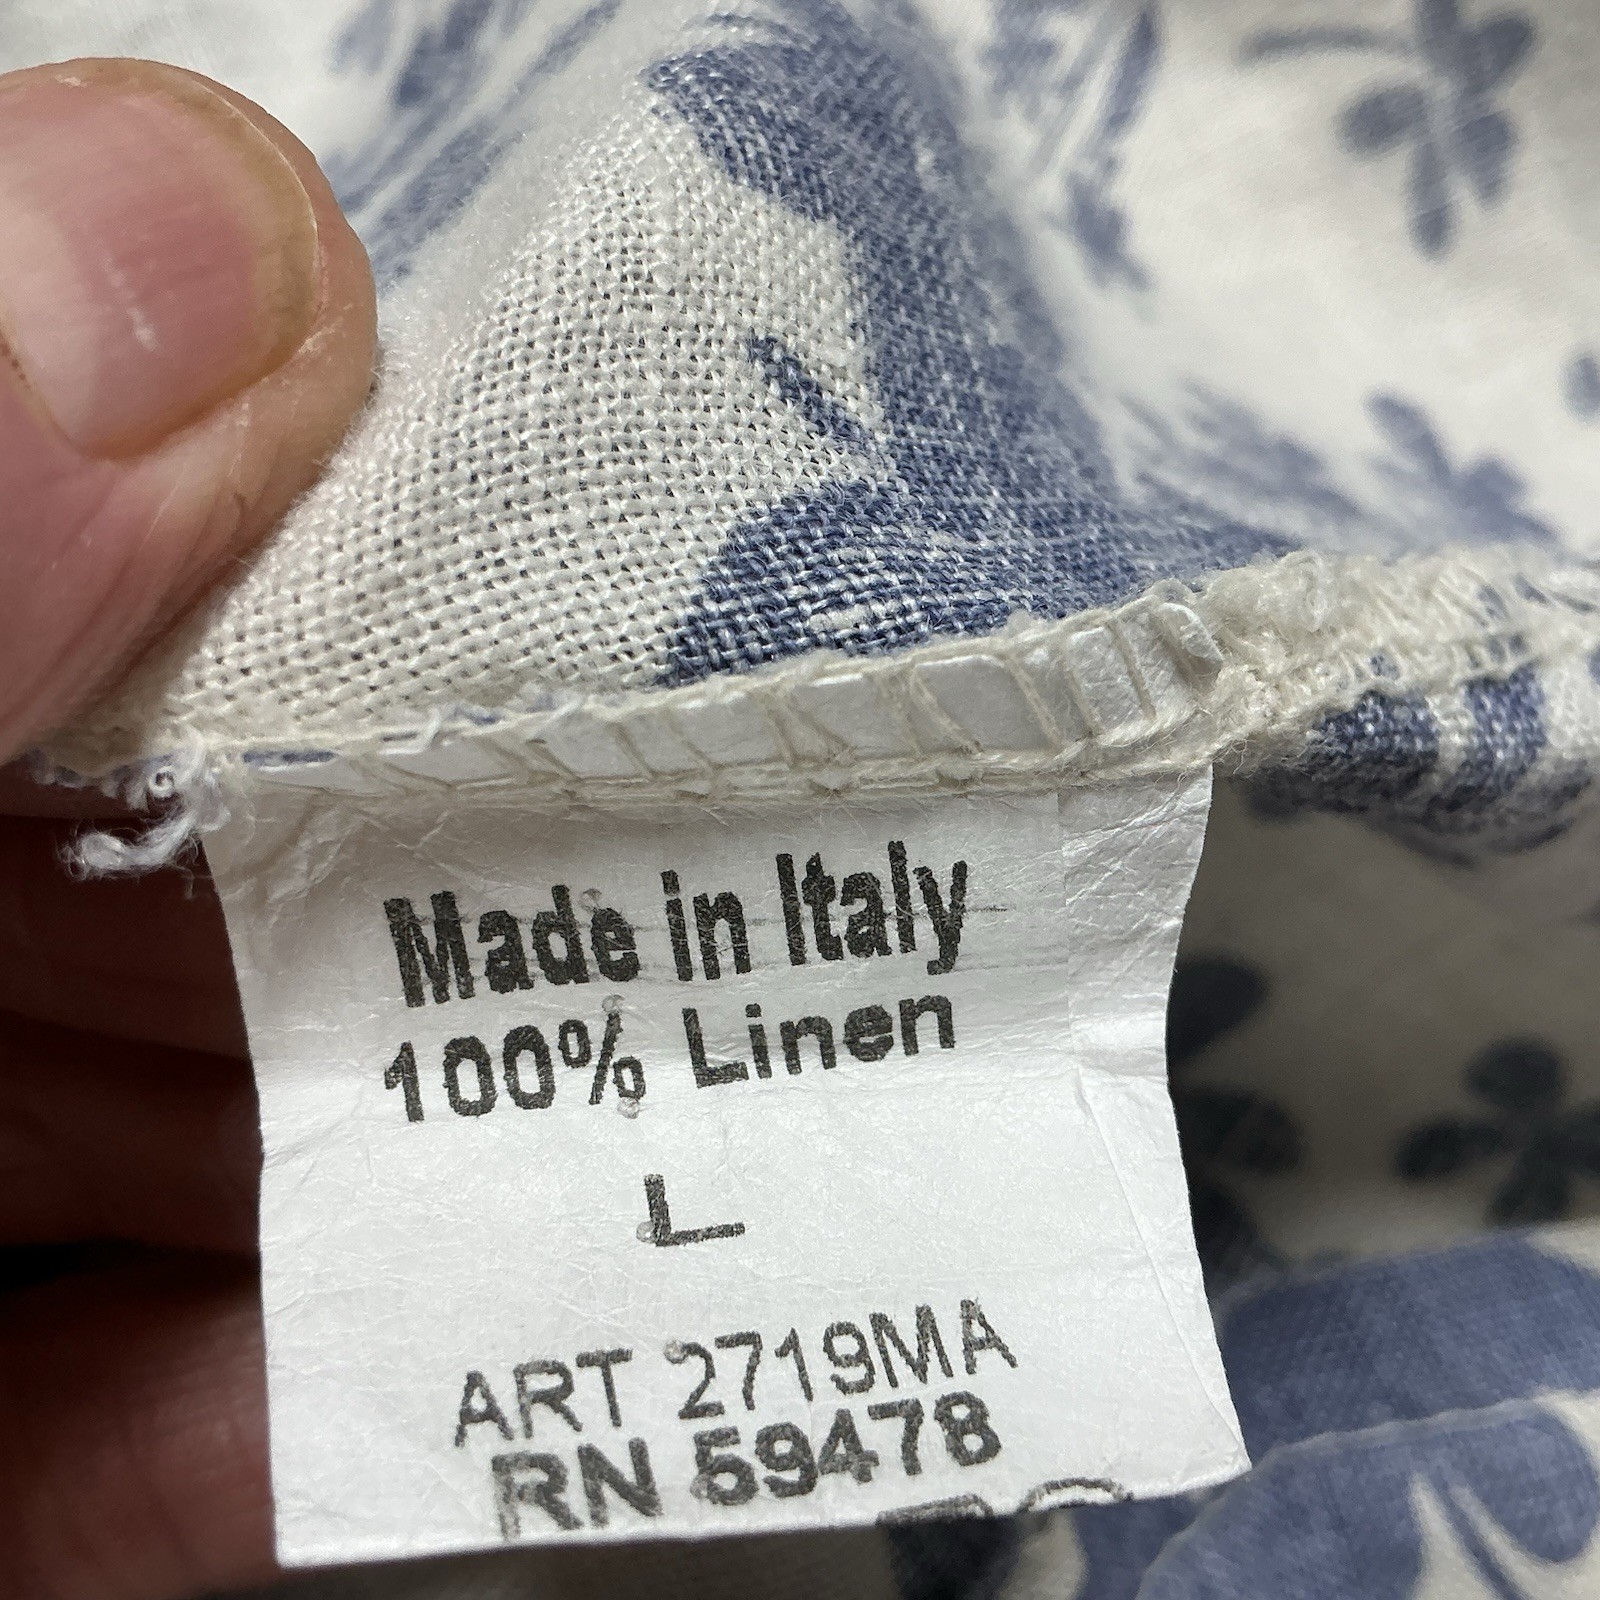 Made in Italy
100% Linen
L
ART 2719MA
RN 59478